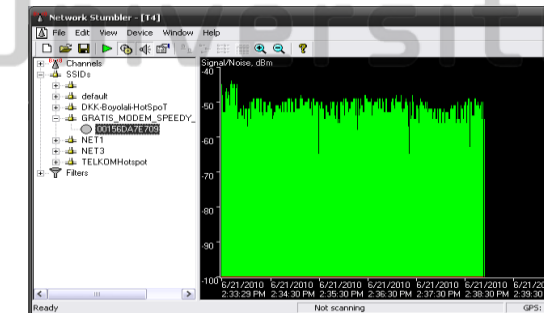 Network Stumbler - [T4]
File Edit View Device Window Help
Channels
SSIDs
default
DKK-Boyolali-HotSpoT
GRATIS_MODEM_SPEEDY_
00156DA7E709
NET1
NET3
TELKOMHotspot
Filters
Signal/Noise, dBm
-40
-50
-60
-70
-80
-90
-100
6/21/2010 6/21/2010 6/21/2010 6/21/2010 6/21/2010 6/21/2010 6/21/20
2:33:29 PM 2:34:30 PM 2:35:30 PM 2:36:30 PM 2:37:30 PM 2:38:30 PM 2:39:30
Ready Not scanning GPS: